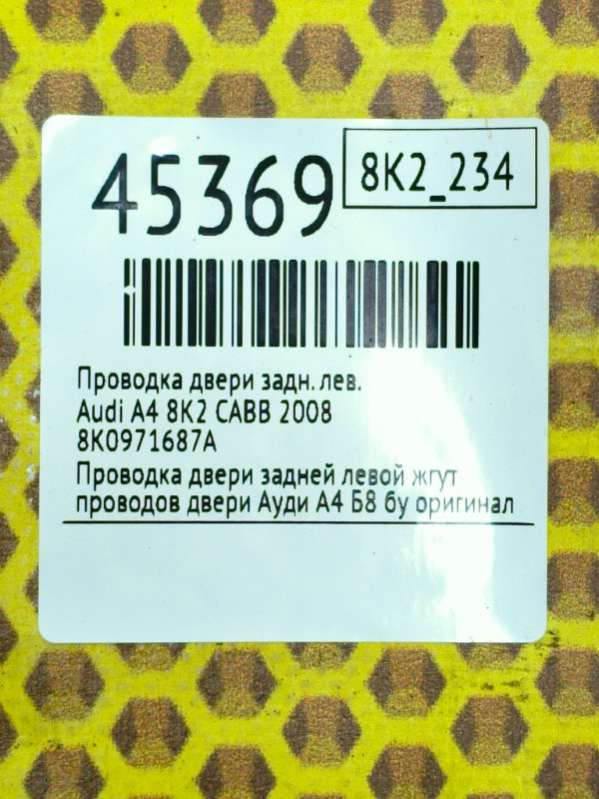 45369
8K2_234
Проводка двери задн. лев.
Audi A4 8K2 CABB 2008
8K0971687A
Проводка двери задней левой жгут
проводов двери Ауди А4 Б8 бу оригинал